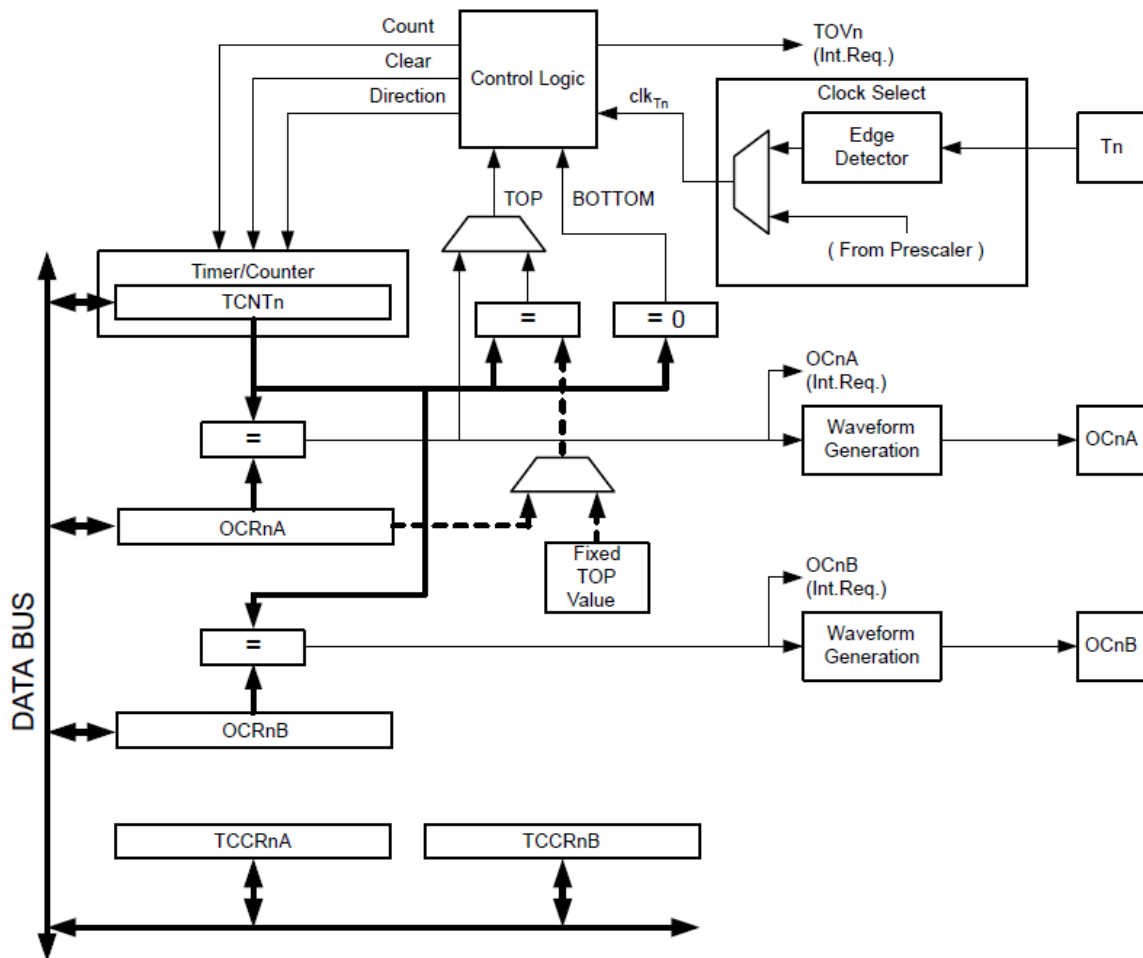 Count
Clear
Direction
Control Logic
TOVn
(Int.Req.)
clkTn
Clock Select
Edge
Detector
Tn
( From Prescaler )
TOP
BOTTOM
Timer/Counter
TCNTn
=
= 0
OCnA
(Int.Req.)
=
Waveform
Generation
OCnA
OCRnA
Fixed
TOP
Value
OCnB
(Int.Req.)
=
Waveform
Generation
OCnB
OCRnB
DATA BUS
TCCRnA
TCCRnB